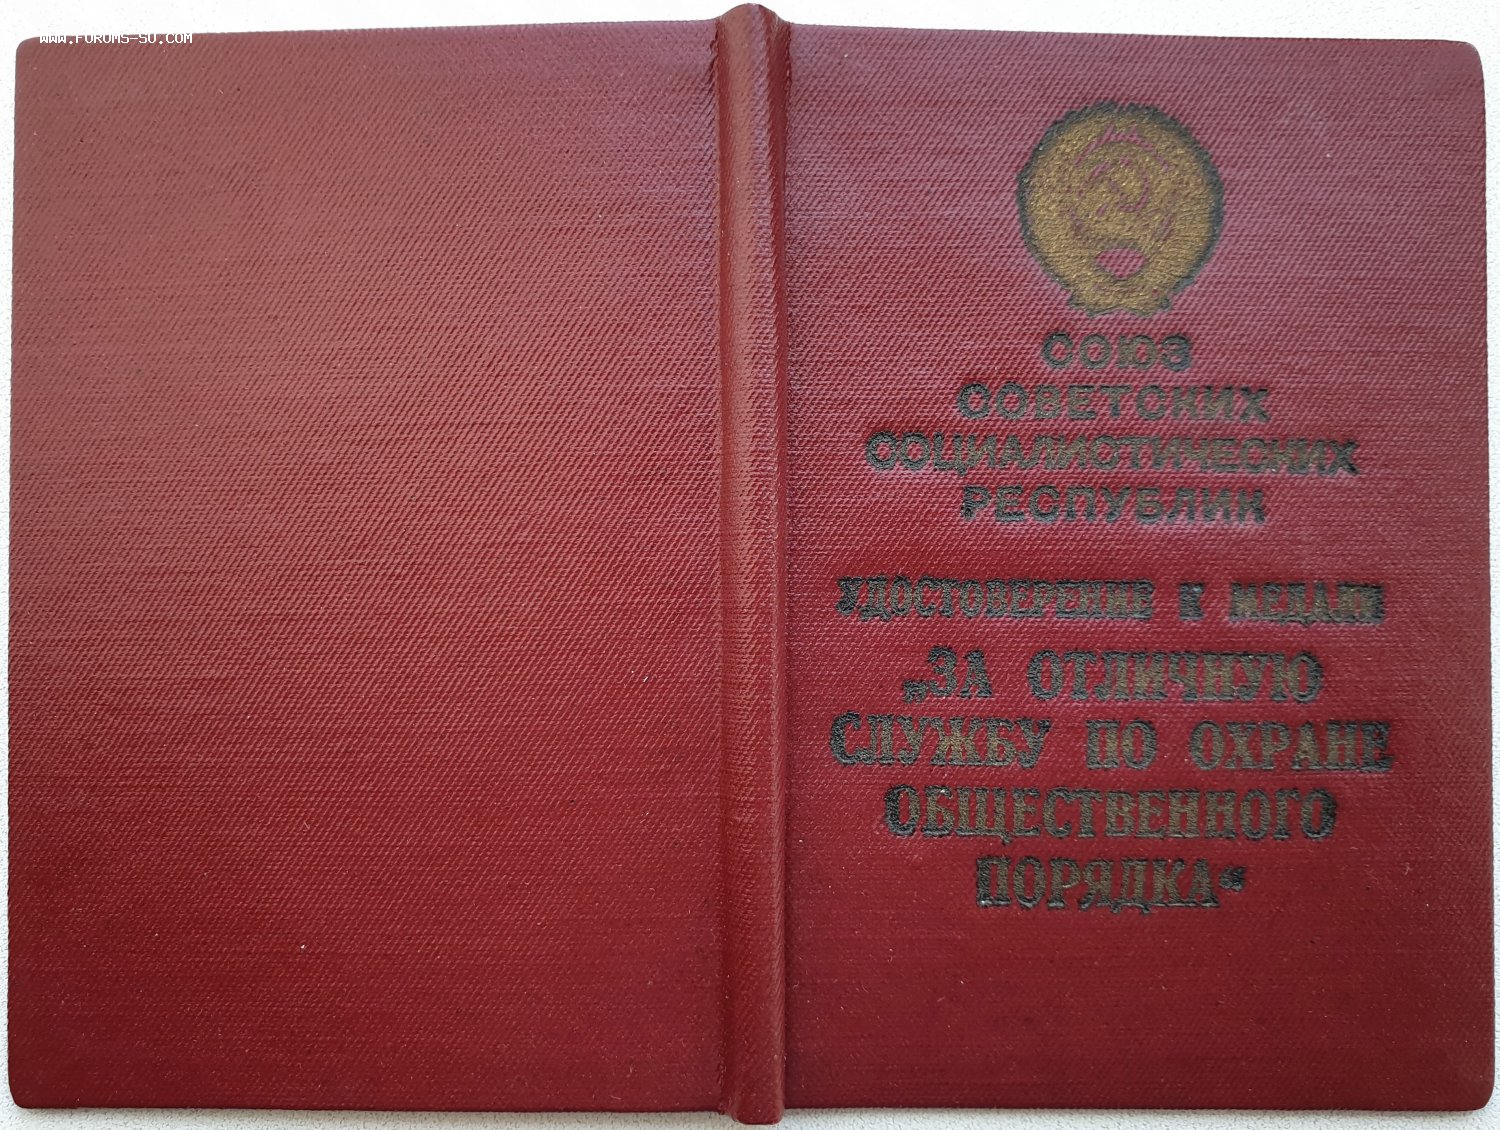 WWW.FORUMS-SU.COM
СОЮЗ
СОВЕТСКИХ
СОЦИАЛИСТИЧЕСКИХ
РЕСПУБЛИК
УДОСТОВЕРЕНИЕ К МЕДАЛИ
„ЗА ОТЛИЧНУЮ
СЛУЖБУ ПО ОХРАНЕ
ОБЩЕСТВЕННОГО
ПОРЯДКА“